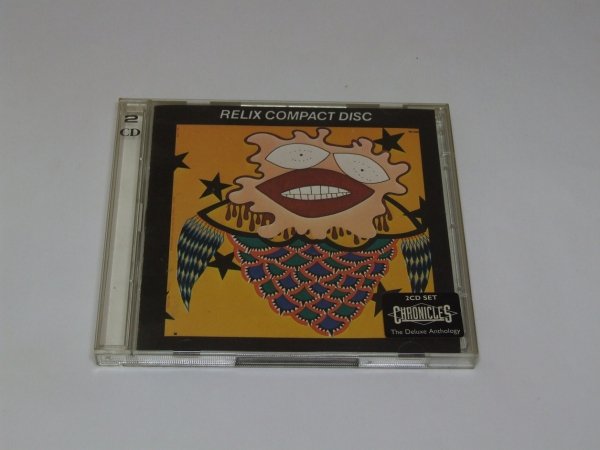 RELIX COMPACT DISC
2
CD
2CD SET
CHRONICLES
The Deluxe Anthology